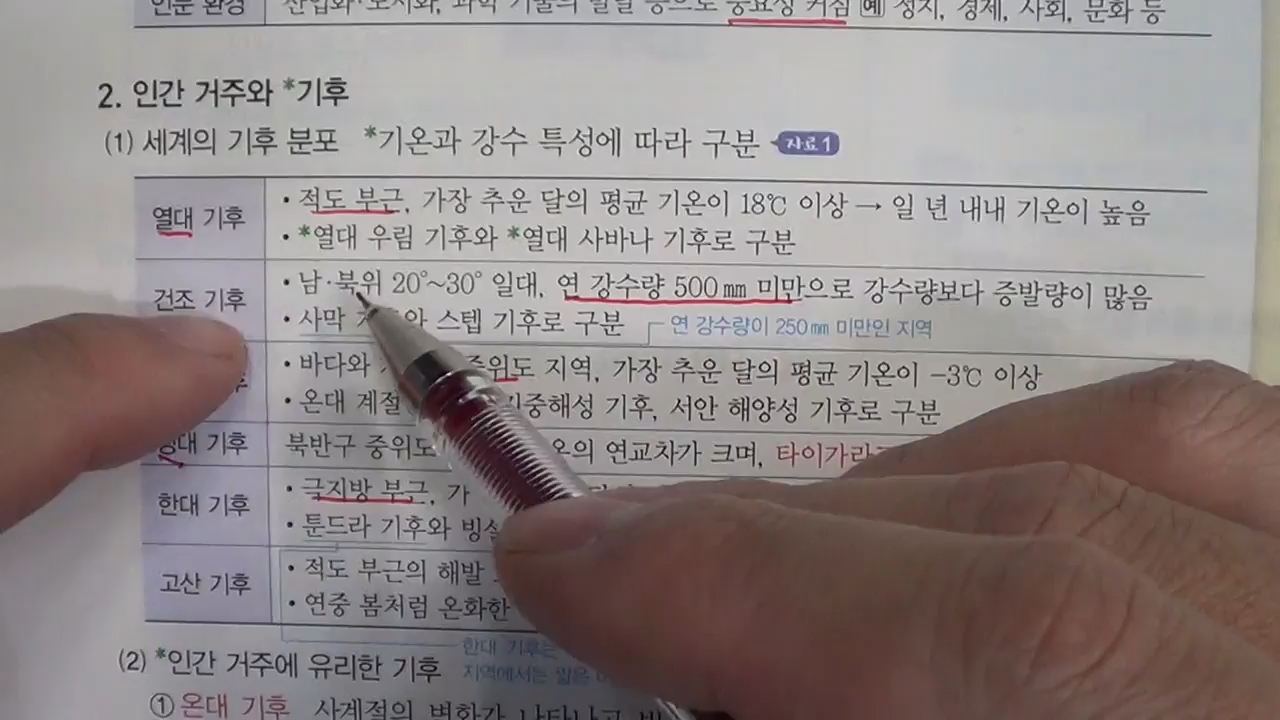 인문 환경 산업화·도시화, 과학 기술의 발달 등으로 중요성 커짐 예 정치, 경제, 사회, 문화 등
2. 인간 거주와 *기후
(1) 세계의 기후 분포 *기온과 강수 특성에 따라 구분 자료1
열대 기후
• 적도 부근, 가장 추운 달의 평균 기온이 18℃ 이상 → 일 년 내내 기온이 높음
• *열대 우림 기후와 *열대 사바나 기후로 구분
건조 기후
• 남·북위 20°~30° 일대, 연 강수량 500mm 미만으로 강수량보다 증발량이 많음
• 사막 스텝 기후로 구분 연 강수량이 250mm 미만인 지역
• 바다와 지역, 가장 추운 달의 평균 기온이 -3℃ 이상
• 온대 계절 지중해성 기후, 서안 해양성 기후로 구분
냉대 기후 북반구 중위도 연교차가 크며, 타이가라
한대 기후
• 극지방 부근, 가
• 툰드라 기후와 빙설
고산 기후
• 적도 부근의 해발
• 연중 봄처럼 온화한
한대 기후는
지역에서는 짧은
(2) *인간 거주에 유리한 기후
① 온대 기후 사계절의 변화가 나타나고